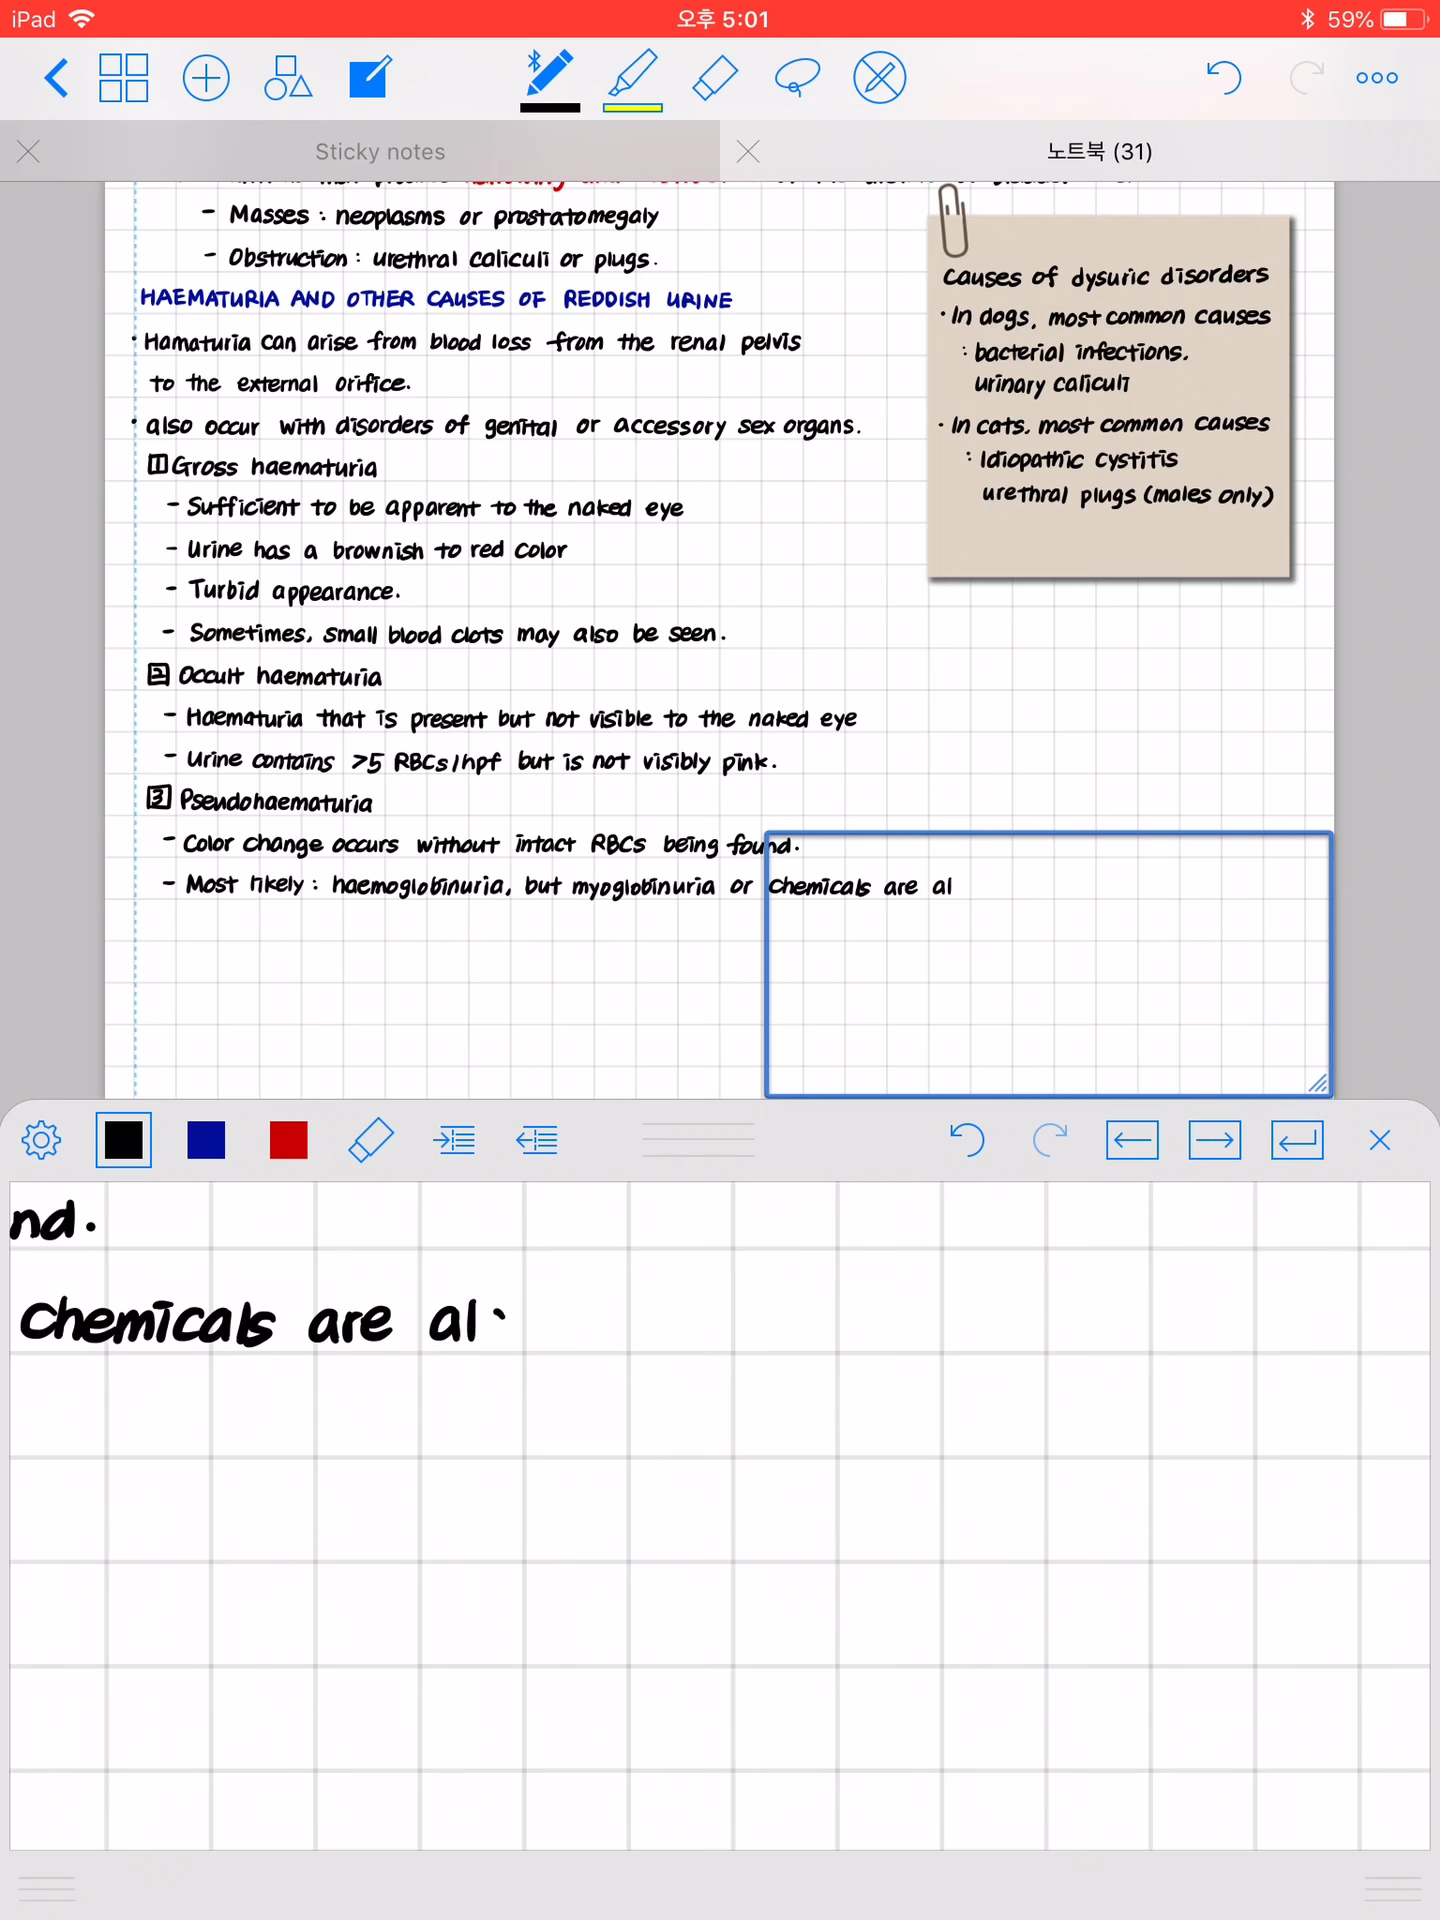 iPad 오후 5:01 59%
Sticky notes 노트북 (31)
- Masses : neoplasms or prostatomegaly
- Obstruction : urethral caliculi or plugs.
HAEMATURIA AND OTHER CAUSES OF REDDISH URINE
· Hamaturia can arise from blood loss from the renal pelvis
to the external orifice.
· also occur with disorders of genital or accessory sex organs.
1 Gross haematuria
- Sufficient to be apparent to the naked eye
- Urine has a brownish to red color
- Turbid appearance.
- Sometimes, small blood clots may also be seen.
2 Occult haematuria
- Haematuria that is present but not visible to the naked eye
- Urine contains >5 RBCs/hpf but is not visibly pink.
3 Pseudohaematuria
- Color change occurs without intact RBCs being found.
- Most likely : haemoglobinuria, but myoglobinuria or chemicals are al
Causes of dysuric disorders
· In dogs, most common causes
: bacterial infections.
urinary caliculi
· In cats, most common causes
: Idiopathic cystitis
urethral plugs (males only)
nd.
Chemicals are al